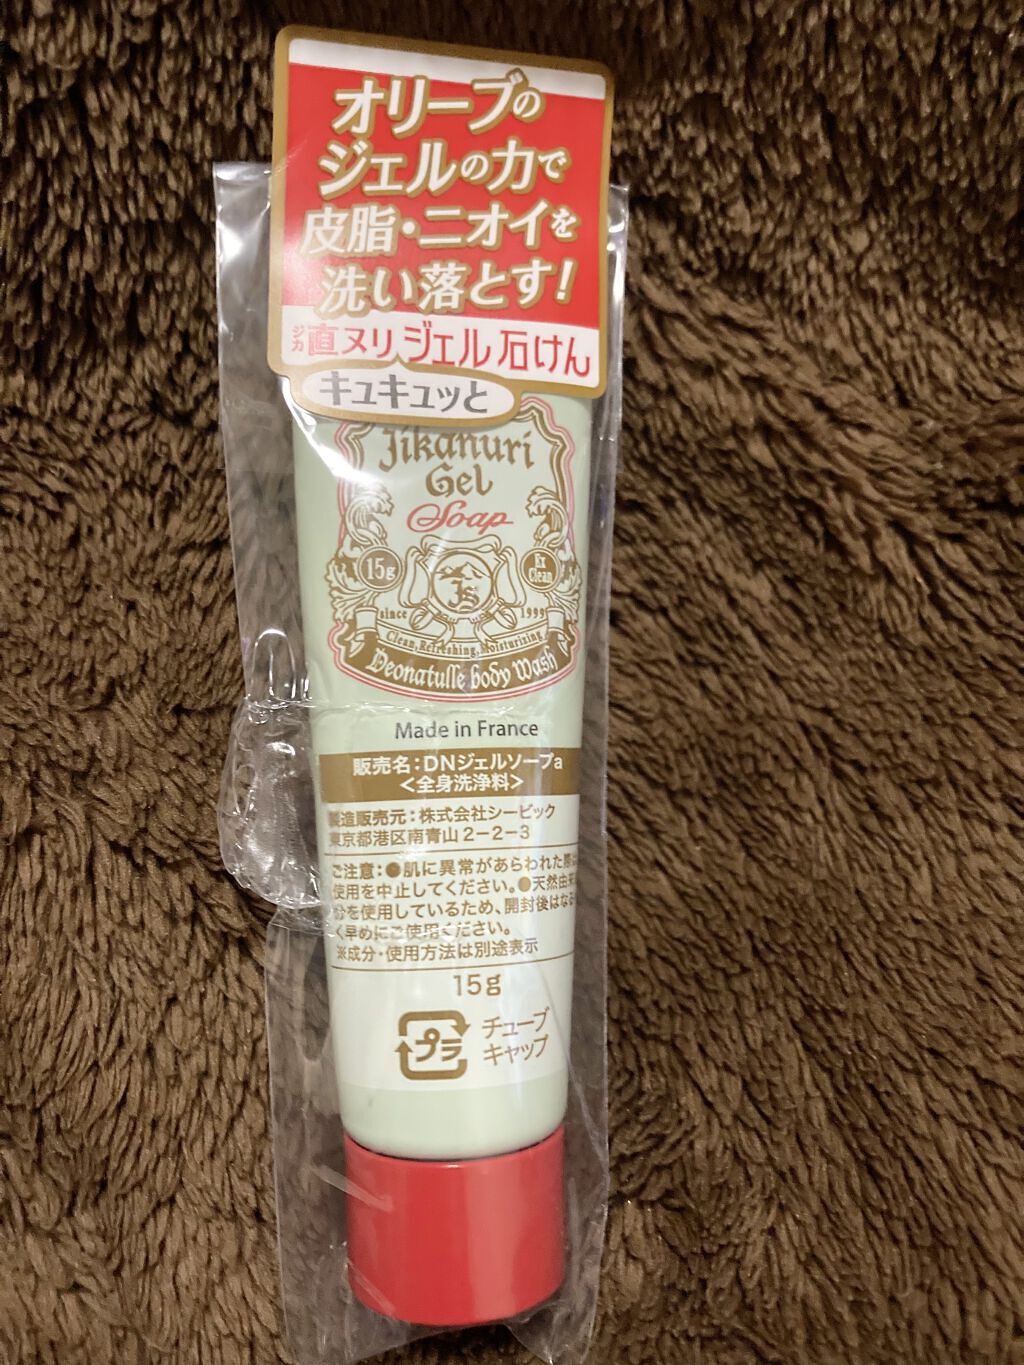 オリーブの
ジェルの力で
皮脂・ニオイを
洗い落とす!
ジカ
直ヌリジェル石けん
キュキュッと
Jikanuri
Gel
Soap
15g
Ex
Clean
JS
since 1999
Clean, Refreshing, Moisturizing
Deonatulle body Wash
Made in France
販売名:DNジェルソープa
<全身洗浄料>
製造販売元:株式会社シービック
東京都港区南青山2-2-3
ご注意:●肌に異常があらわれた際は
使用を中止してください。●天然由来
分を使用しているため、開封後はなる
く早めにご使用ください。
※成分・使用方法は別途表示
15g
プラ
チューブ
キャップ